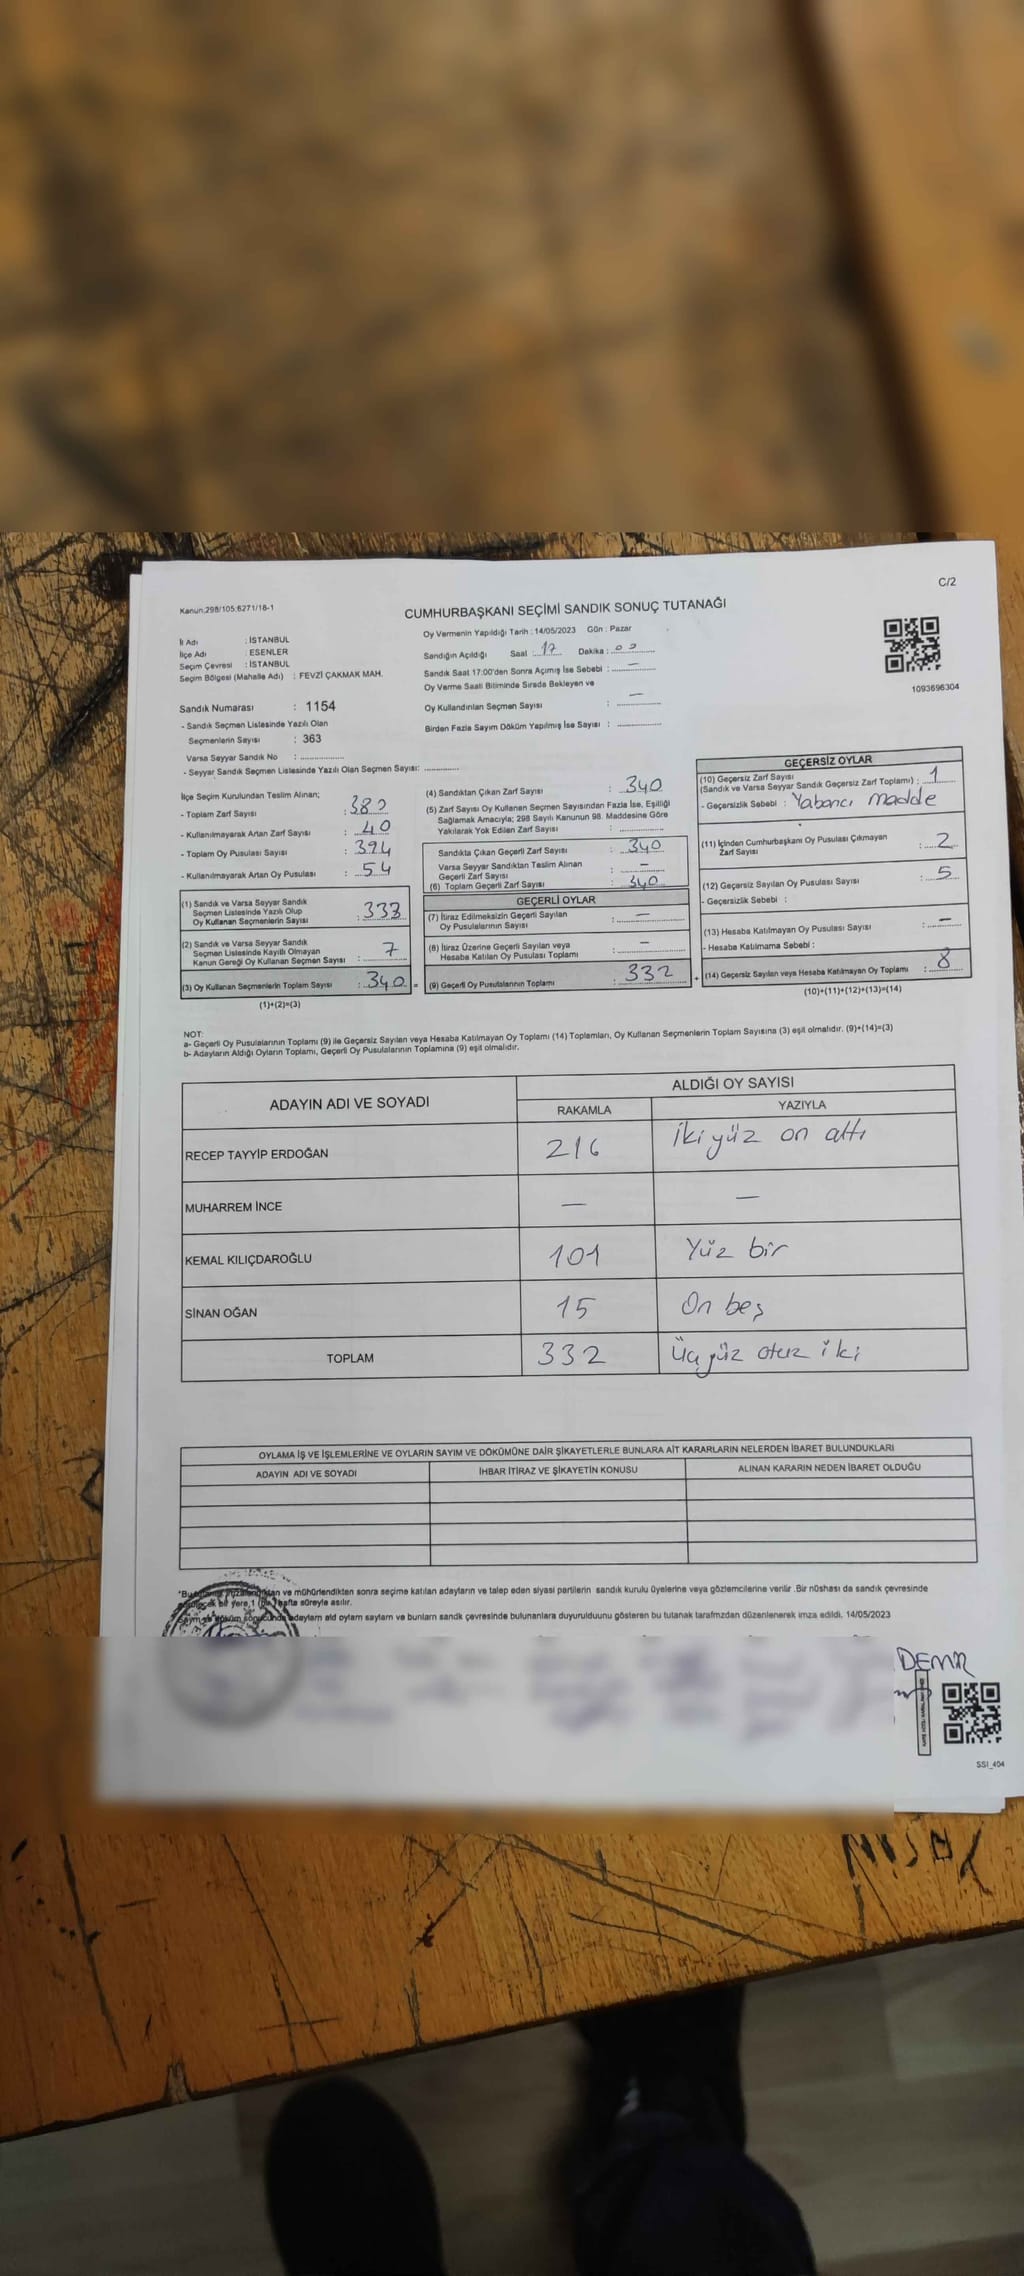 C/2
Kanun:298/105;6271/18-1
CUMHURBAŞKANI SEÇİMİ SANDIK SONUÇ TUTANAĞI
İl Adı : İSTANBUL
İlçe Adı : ESENLER
Seçim Çevresi : İSTANBUL
Seçim Bölgesi (Mahalle Adı) : FEVZİ ÇAKMAK MAH.
Oy Vermenin Yapıldığı Tarih : 14/05/2023 Gün : Pazar
Sandığın Açıldığı Saat : 17 Dakika : 00
Sandık Saat 17:00'den Sonra Açımış İse Sebebi : —
Oy Verme Saati Bitiminde Sırada Bekleyen ve
Oy Kullandırılan Seçmen Sayısı : —
Birden Fazla Sayım Döküm Yapılmış İse Sayısı :
1093696304
Sandık Numarası : 1154
- Sandık Seçmen Listesinde Yazılı Olan
Seçmenlerin Sayısı : 363
Varsa Seyyar Sandık No :
- Seyyar Sandık Seçmen Listesinde Yazılı Olan Seçmen Sayısı:
İlçe Seçim Kurulundan Teslim Alınan;
- Toplam Zarf Sayısı : 380
- Kullanılmayarak Artan Zarf Sayısı : 40
- Toplam Oy Pusulası Sayısı : 394
- Kullanılmayarak Artan Oy Pusulası : 54
(1) Sandık ve Varsa Seyyar Sandık
Seçmen Listesinde Yazılı Olup
Oy Kullanan Seçmenlerin Sayısı : 333
(2) Sandık ve Varsa Seyyar Sandık
Seçmen Listesinde Kayıtlı Olmayan
Kanun Gereği Oy Kullanan Seçmen Sayısı : 7
(3) Oy Kullanan Seçmenlerin Toplam Sayısı : 340
(1)+(2)=(3)
(4) Sandıktan Çıkan Zarf Sayısı : 340
(5) Zarf Sayısı Oy Kullanan Seçmen Sayısından Fazla İse, Eşitliği
Sağlamak Amacıyla; 298 Sayılı Kanunun 98. Maddesine Göre
Yakılarak Yok Edilen Zarf Sayısı :
Sandıkta Çıkan Geçerli Zarf Sayısı : 340
Varsa Seyyar Sandıktan Teslim Alınan
Geçerli Zarf Sayısı : —
(6) Toplam Geçerli Zarf Sayısı : 340
GEÇERLİ OYLAR
(7) İtiraz Edilmeksizin Geçerli Sayılan
Oy Pusulalarının Sayısı : —
(8) İtiraz Üzerine Geçerli Sayılan veya
Hesaba Katılan Oy Pusulası Toplamı : —
(9) Geçerli Oy Pusulalarının Toplamı : 332
GEÇERSİZ OYLAR
(10) Geçersiz Zarf Sayısı
(Sandık ve Varsa Seyyar Sandık Geçersiz Zarf Toplamı) : 1
- Geçersizlik Sebebi : Yabancı madde
(11) İçinden Cumhurbaşkanı Oy Pusulası Çıkmayan
Zarf Sayısı : 2
(12) Geçersiz Sayılan Oy Pusulası Sayısı : 5
- Geçersizlik Sebebi :
(13) Hesaba Katılmayan Oy Pusulası Sayısı : —
- Hesaba Katılmama Sebebi :
(14) Geçersiz Sayılan veya Hesaba Katılmayan Oy Toplamı : 8
(10)+(11)+(12)+(13)=(14)
NOT:
a- Geçerli Oy Pusulalarının Toplamı (9) ile Geçersiz Sayılan veya Hesaba Katılmayan Oy Toplamı (14) Toplamları, Oy Kullanan Seçmenlerin Toplam Sayısına (3) eşit olmalıdır. (9)+(14)=(3)
b- Adayların Aldığı Oyların Toplamı, Geçerli Oy Pusulalarının Toplamına (9) eşit olmalıdır.
ADAYIN ADI VE SOYADI ALDIĞI OY SAYISI
RAKAMLA YAZIYLA
RECEP TAYYİP ERDOĞAN 216 İki yüz on altı
MUHARREM İNCE — —
KEMAL KILIÇDAROĞLU 101 Yüz bir
SİNAN OĞAN 15 On beş
TOPLAM 332 Üç yüz otuz iki
OYLAMA İŞ VE İŞLEMLERİNE VE OYLARIN SAYIM VE DÖKÜMÜNE DAİR ŞİKAYETLERLE BUNLARA AİT KARARLARIN NELERDEN İBARET BULUNDUKLARI
ADAYIN ADI VE SOYADI İHBAR İTİRAZ VE ŞİKAYETİN KONUSU ALINAN KARARIN NEDEN İBARET OLDUĞU
ve mühürlendikten sonra seçime katılan adayların ve talep eden siyasi partilerin sandık kurulu üyelerine veya gözlemcilerine verilir .Bir nüshası da sandık çevresinde
bir yere 1 hafta süreyle asılır.
adayların ald oyların sayların ve bunların sandk çevresinde bulunanlara duyurulduunu gösteren bu tutanak tarafmzdan düzenlenerek imza edildi. 14/05/2023
DEMİR
SSI_404
YASİN